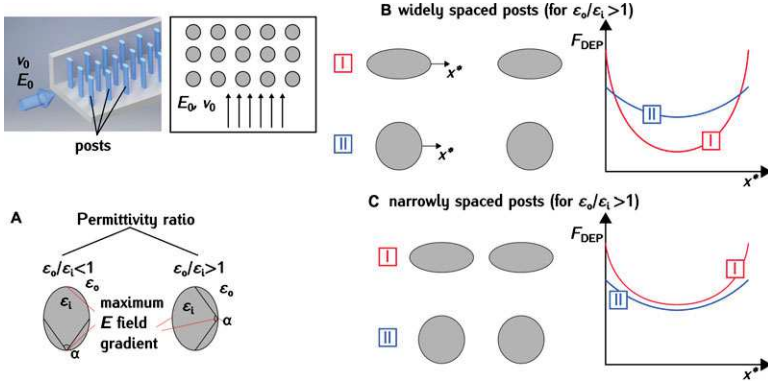 v₀
E₀
posts
E₀, v₀
A
Permittivity ratio
εₒ/εᵢ<1
εₒ
εᵢ
α
maximum
E field
gradient
εₒ/εᵢ>1
εₒ
εᵢ
α
B widely spaced posts (for εₒ/εᵢ>1)
I
x*
II
x*
F_DEP
II
I
x*
C narrowly spaced posts (for εₒ/εᵢ>1)
I
II
F_DEP
I
II
x*